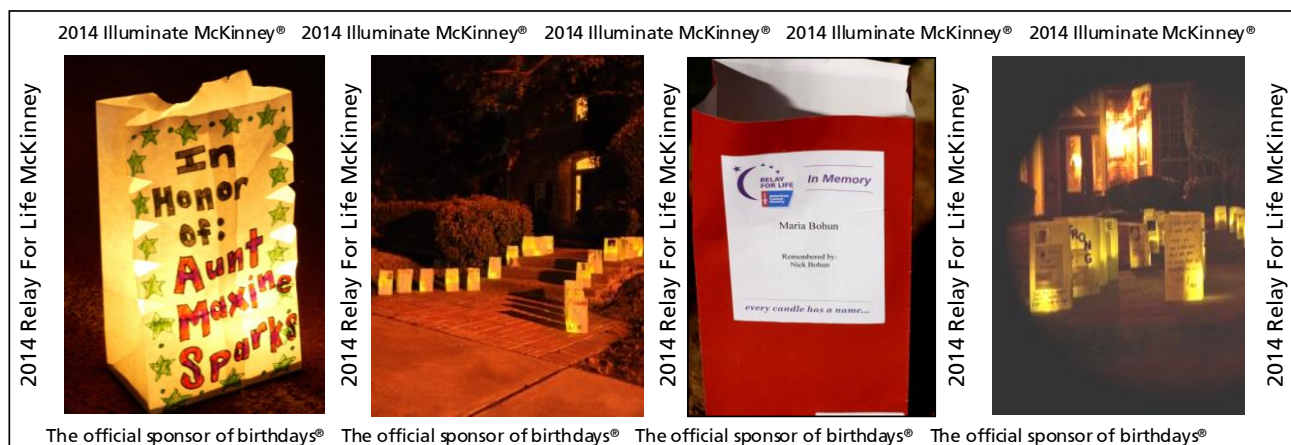 2014 Illuminate McKinney® 2014 Illuminate McKinney® 2014 Illuminate McKinney® 2014 Illuminate McKinney® 2014 Illuminate McKinney®
2014 Relay For Life McKinney
In
Honor
of:
Aunt
Maxine
Sparks
2014 Relay For Life McKinney
2014 Relay For Life McKinney
RELAY
FOR LIFE
American
Cancer
Society
In Memory
Maria Bohun
Remembered by:
Nick Bohun
every candle has a name...
2014 Relay For Life McKinney
RONG
2014 Relay For Life McKinney
The official sponsor of birthdays® The official sponsor of birthdays® The official sponsor of birthdays® The official sponsor of birthdays®